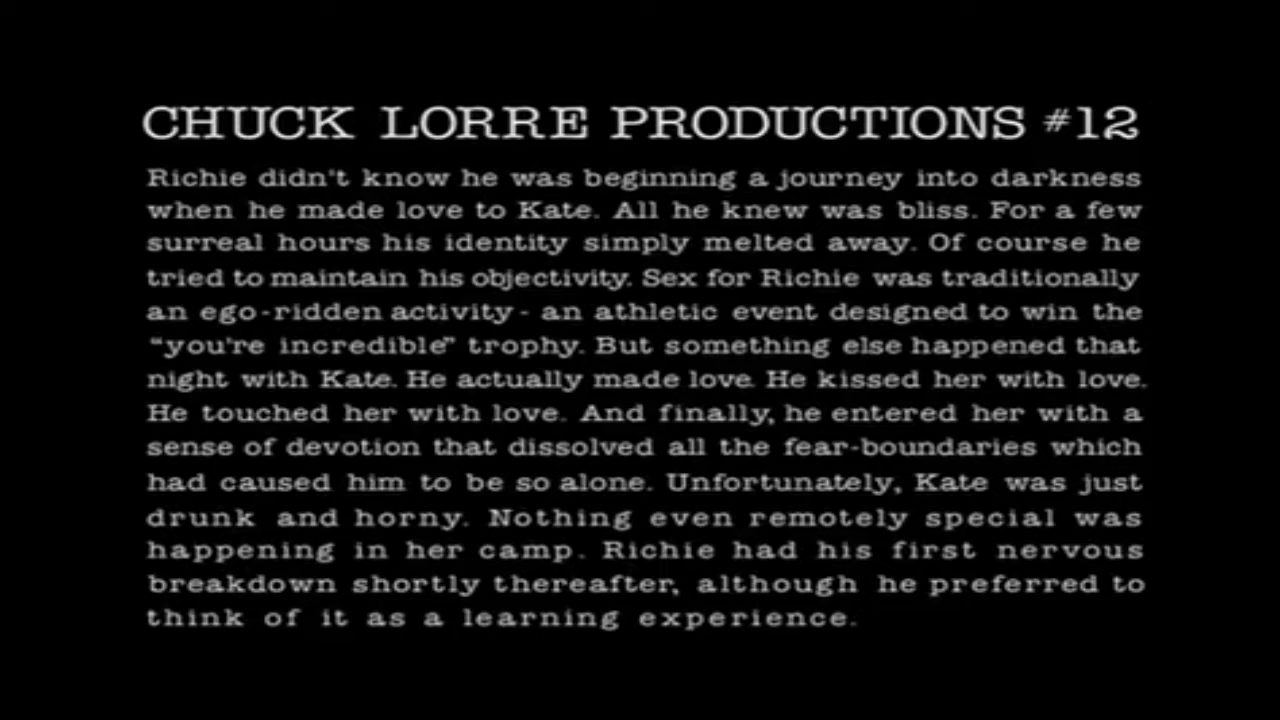 CHUCK LORRE PRODUCTIONS #12
Richie didn't know he was beginning a journey into darkness
when he made love to Kate. All he knew was bliss. For a few
surreal hours his identity simply melted away. Of course he
tried to maintain his objectivity. Sex for Richie was traditionally
an ego-ridden activity - an athletic event designed to win the
“you're incredible” trophy. But something else happened that
night with Kate. He actually made love. He kissed her with love.
He touched her with love. And finally, he entered her with a
sense of devotion that dissolved all the fear-boundaries which
had caused him to be so alone. Unfortunately, Kate was just
drunk and horny. Nothing even remotely special was
happening in her camp. Richie had his first nervous
breakdown shortly thereafter, although he preferred to
think of it as a learning experience.